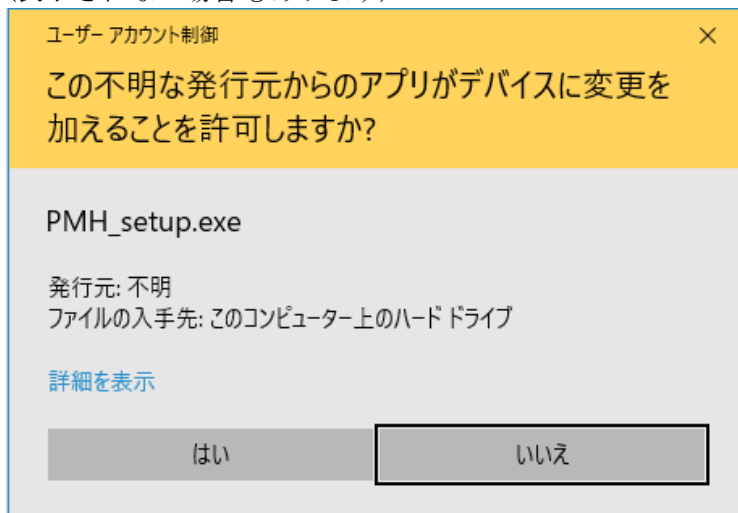 ユーザー アカウント制御
この不明な発行元からのアプリがデバイスに変更を
加えることを許可しますか?
PMH_setup.exe
発行元: 不明
ファイルの入手先: このコンピューター上のハード ドライブ
詳細を表示
はい
いいえ